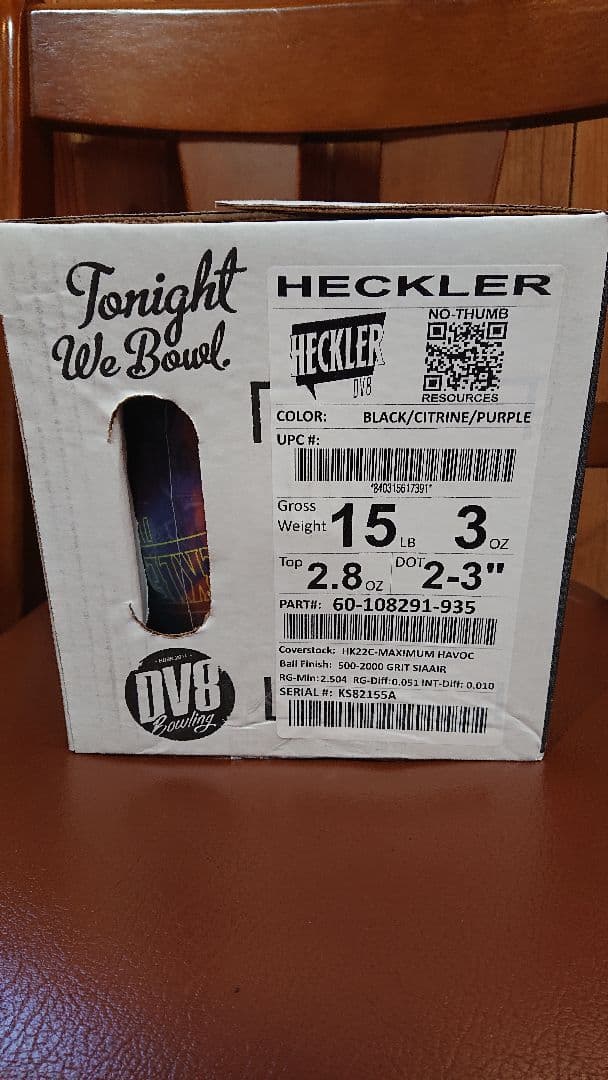 Tonight
We Bowl.
HECKLER
NO-THUMB
HECKLER
DV8
RESOURCES
COLOR: BLACK/CITRINE/PURPLE
UPC #:
*840315617391*
Gross
Weight 15 LB 3 OZ
Top 2.8 OZ DOT 2-3"
PART#: 60-108291-935
Coverstock: HK22C-MAXIMUM HAVOC
Ball Finish: 500-2000 GRIT SIAAIR
RG-Min:2.504 RG-Diff:0.051 INT-Diff: 0.010
SERIAL #: KS82155A
DV8
Bowling